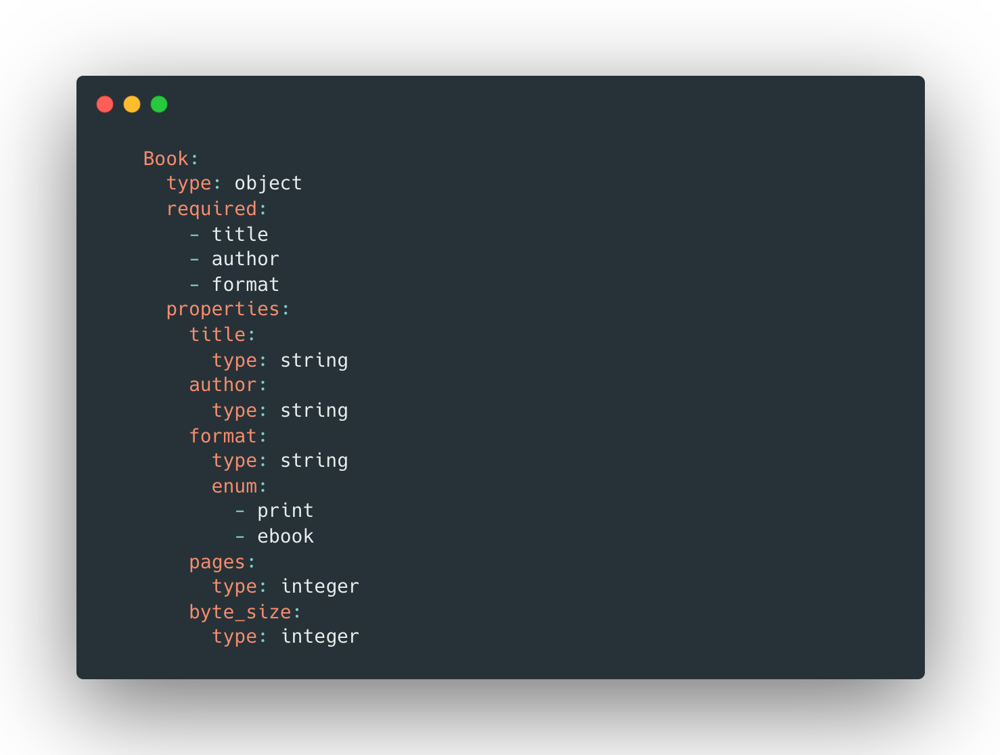 Book:
  type: object
  required:
    - title
    - author
    - format
  properties:
    title:
      type: string
    author:
      type: string
    format:
      type: string
      enum:
        - print
        - ebook
    pages:
      type: integer
    byte_size:
      type: integer